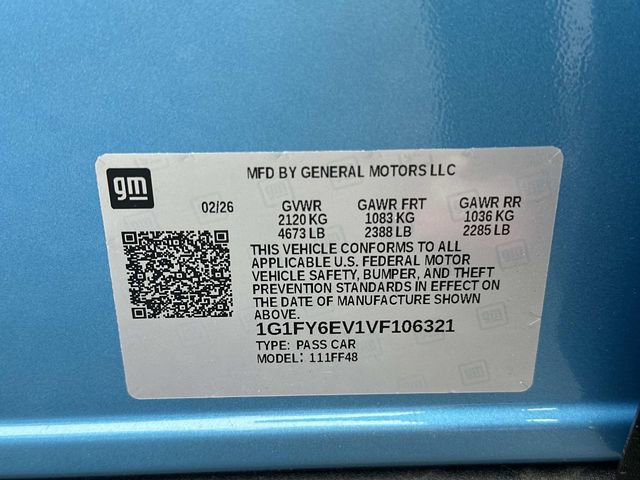 gm
MFD BY GENERAL MOTORS LLC
02/26 GVWR GAWR FRT GAWR RR
2120 KG 1083 KG 1036 KG
4673 LB 2388 LB 2285 LB
THIS VEHICLE CONFORMS TO ALL
APPLICABLE U.S. FEDERAL MOTOR
VEHICLE SAFETY, BUMPER, AND THEFT
PREVENTION STANDARDS IN EFFECT ON
THE DATE OF MANUFACTURE SHOWN
ABOVE.
1G1FY6EV1VF106321
TYPE: PASS CAR
MODEL: 111FF48